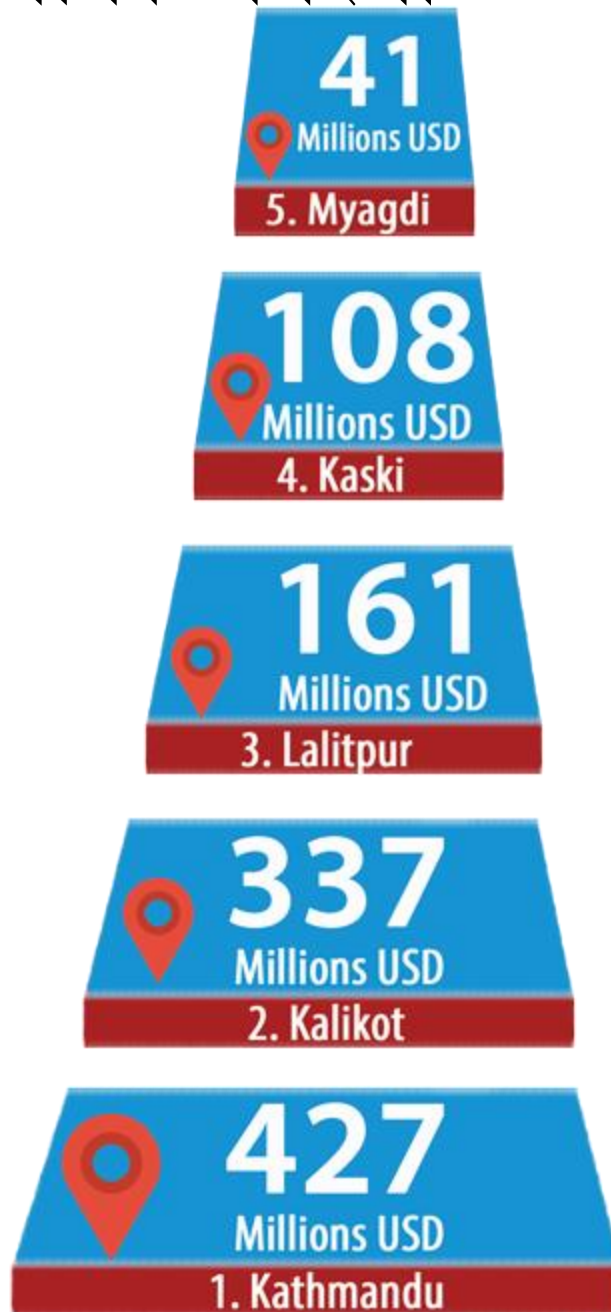 41
Millions USD
5. Myagdi
108
Millions USD
4. Kaski
161
Millions USD
3. Lalitpur
337
Millions USD
2. Kalikot
427
Millions USD
1. Kathmandu